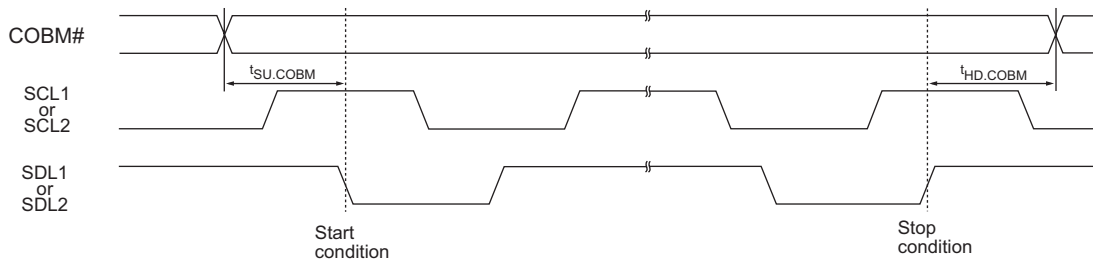 COBM#
tSU.COBM
tHD.COBM
SCL1
or
SCL2
SDL1
or
SDL2
Start
condition
Stop
condition